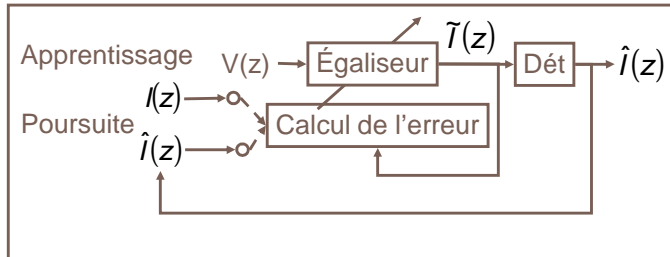 Apprentissage
V(z) Égaliseur Ĩ(z) Dét Î(z)
I(z)
Poursuite Calcul de l'erreur
Î(z)